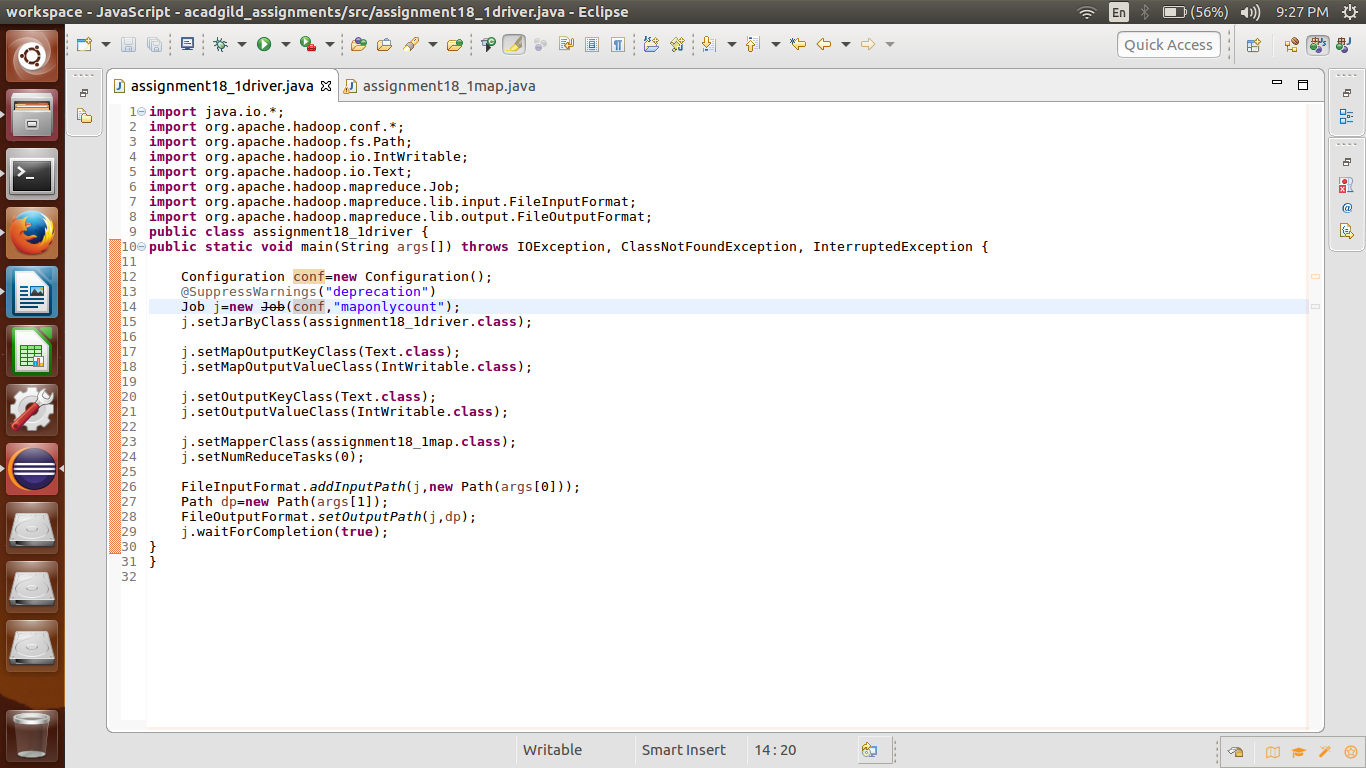 workspace - JavaScript - acadgild_assignments/src/assignment18_1driver.java - Eclipse
En
(56%)
9:27 PM
Quick Access
assignment18_1driver.java
assignment18_1map.java
1 import java.io.*;
2 import org.apache.hadoop.conf.*;
3 import org.apache.hadoop.fs.Path;
4 import org.apache.hadoop.io.IntWritable;
5 import org.apache.hadoop.io.Text;
6 import org.apache.hadoop.mapreduce.Job;
7 import org.apache.hadoop.mapreduce.lib.input.FileInputFormat;
8 import org.apache.hadoop.mapreduce.lib.output.FileOutputFormat;
9 public class assignment18_1driver {
10 public static void main(String args[]) throws IOException, ClassNotFoundException, InterruptedException {
11
12     Configuration conf=new Configuration();
13     @SuppressWarnings("deprecation")
14     Job j=new Job(conf,"maponlycount");
15     j.setJarByClass(assignment18_1driver.class);
16
17     j.setMapOutputKeyClass(Text.class);
18     j.setMapOutputValueClass(IntWritable.class);
19
20     j.setOutputKeyClass(Text.class);
21     j.setOutputValueClass(IntWritable.class);
22
23     j.setMapperClass(assignment18_1map.class);
24     j.setNumReduceTasks(0);
25
26     FileInputFormat.addInputPath(j,new Path(args[0]));
27     Path dp=new Path(args[1]);
28     FileOutputFormat.setOutputPath(j,dp);
29     j.waitForCompletion(true);
30 }
31 }
32
Writable
Smart Insert
14 : 20